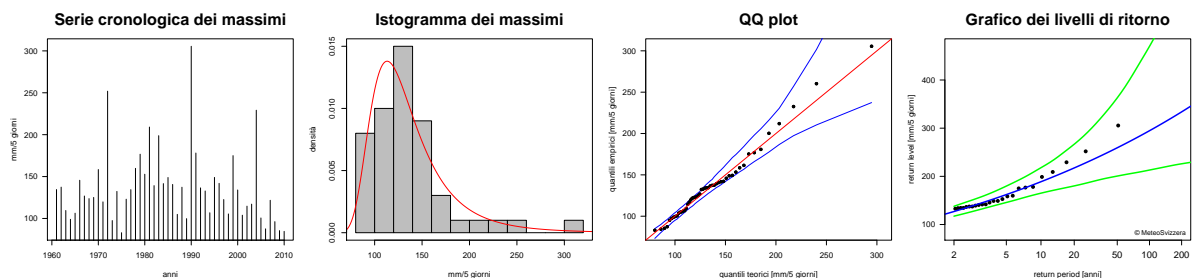 Serie cronologica dei massimi
mm/5 giorni
300
250
200
150
100
1960 1970 1980 1990 2000 2010
anni
Istogramma dei massimi
densità
0.015
0.010
0.005
0.000
100 150 200 250 300
mm/5 giorni
QQ plot
quantili empirici [mm/5 giorni]
300
250
200
150
100
100 150 200 250 300
quantili teorici [mm/5 giorni]
Grafico dei livelli di ritorno
return level [mm/5 giorni]
400
300
200
100
© MeteoSvizzera
2 5 10 20 50 100 200
return period [anni]